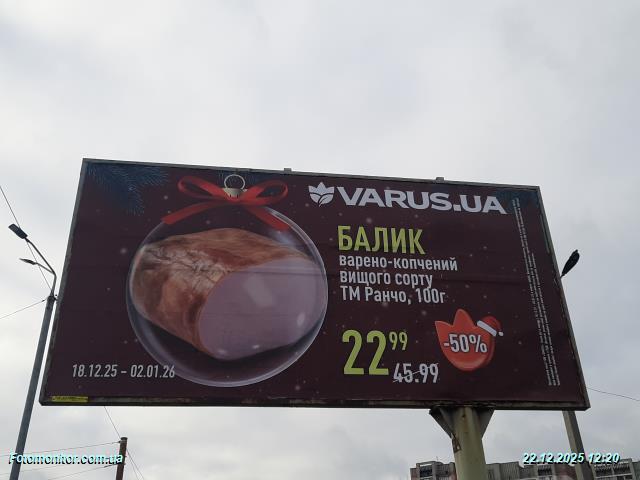 VARUS.UA
БАЛИК
варено-копчений
вищого сорту
ТМ Ранчо, 100г
22 99
-50%
45.99
18.12.25 – 02.01.26
Fotomonitor.com.ua
22.12.2025 12:20